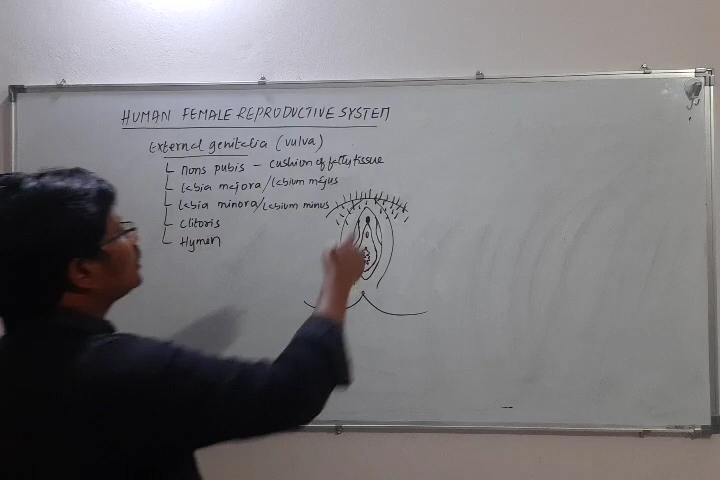 HUMAN FEMALE REPRODUCTIVE SYSTEM
External genitalia (vulva)
Mons pubis - cushion of fatty tissue
Labia majora/labium majus
Labia minora/labium minus
Clitoris
Hymen